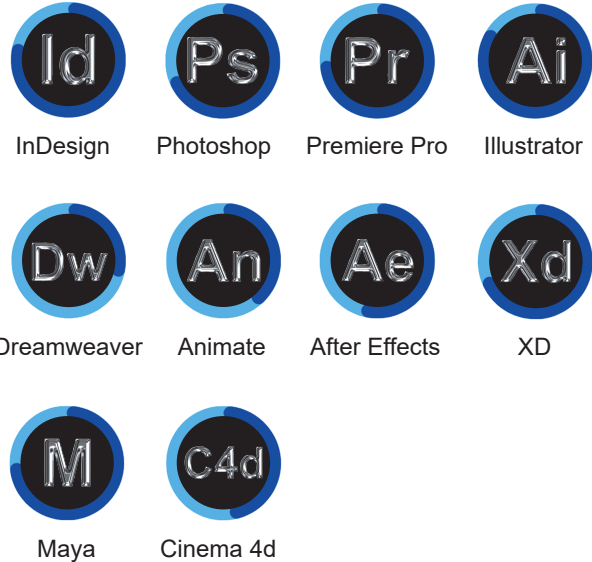 Id Ps Pr Ai
InDesign Photoshop Premiere Pro Illustrator
Dw An Ae Xd
Dreamweaver Animate After Effects XD
M C4d
Maya Cinema 4d